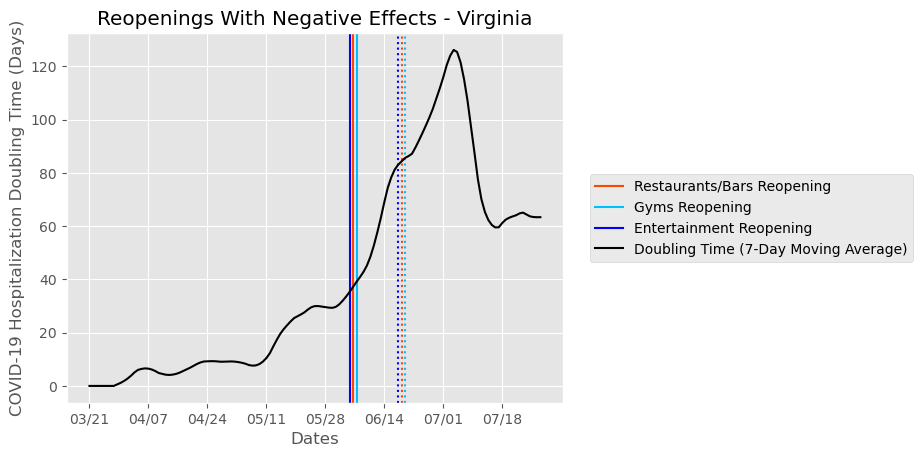 Reopenings With Negative Effects - Virginia
COVID-19 Hospitalization Doubling Time (Days)
120
100
80
60
40
20
0
03/21 04/07 04/24 05/11 05/28 06/14 07/01 07/18
Dates
Restaurants/Bars Reopening
Gyms Reopening
Entertainment Reopening
Doubling Time (7-Day Moving Average)